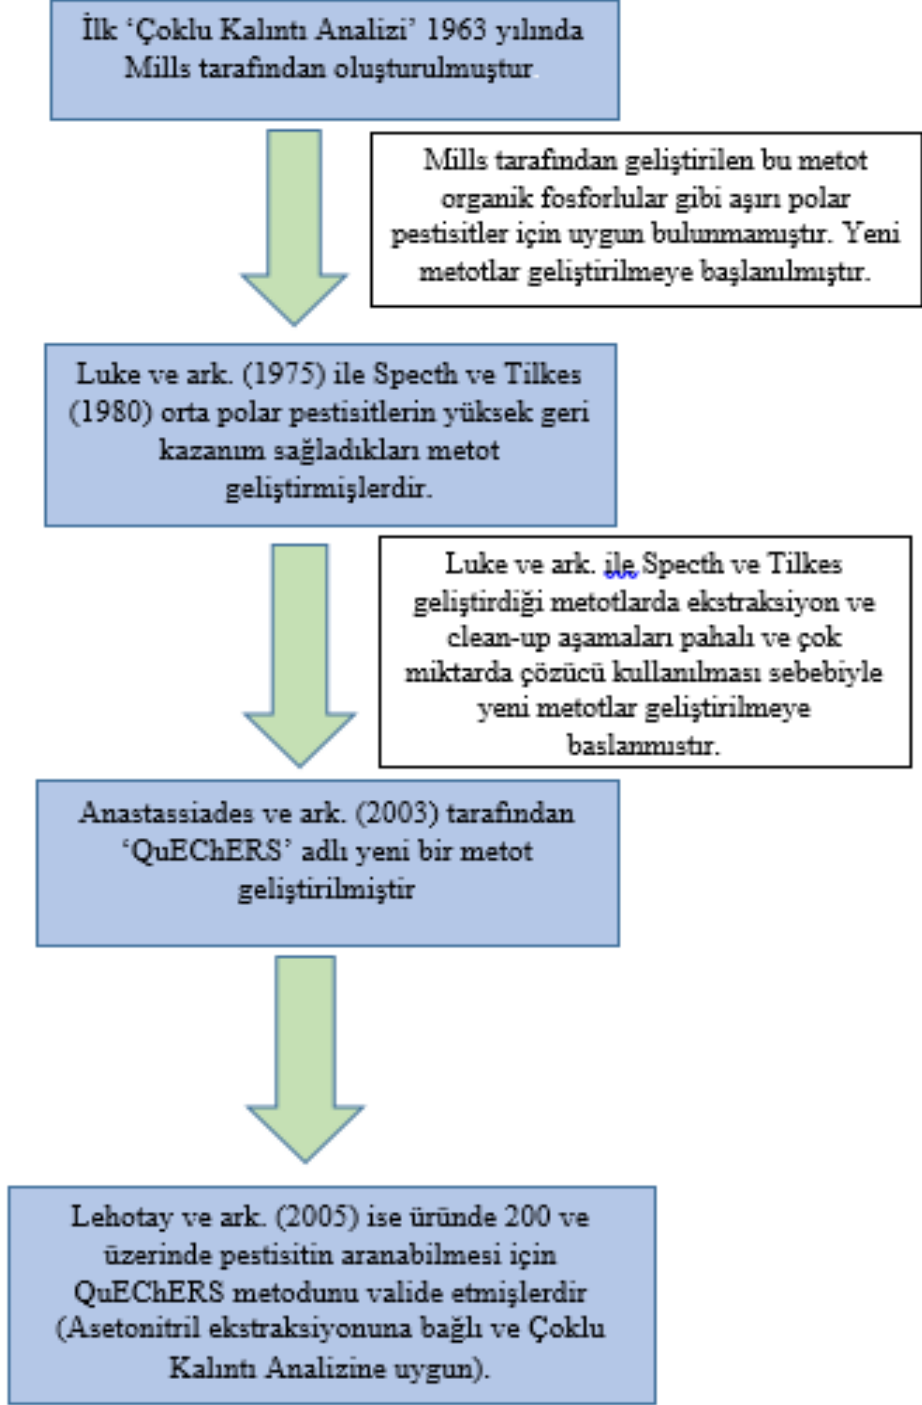 İlk ‘Çoklu Kalıntı Analizi’ 1963 yılında
Mills tarafından oluşturulmuştur.
Mills tarafından geliştirilen bu metot
organik fosforlular gibi aşırı polar
pestisitler için uygun bulunmamıştır. Yeni
metotlar geliştirilmeye başlanılmıştır.
Luke ve ark. (1975) ile Specth ve Tilkes
(1980) orta polar pestisitlerin yüksek geri
kazanım sağladıkları metot
geliştirmişlerdir.
Luke ve ark. ile Specth ve Tilkes
geliştirdiği metotlarda ekstraksiyon ve
clean-up aşamaları pahalı ve çok
miktarda çözücü kullanılması sebebiyle
yeni metotlar geliştirilmeye
başlanmıştır.
Anastassiades ve ark. (2003) tarafından
‘QuEChERS’ adlı yeni bir metot
geliştirilmiştir
Lehotay ve ark. (2005) ise üründe 200 ve
üzerinde pestisitin aranabilmesi için
QuEChERS metodunu valide etmişlerdir
(Asetonitril ekstraksiyonuna bağlı ve Çoklu
Kalıntı Analizine uygun).